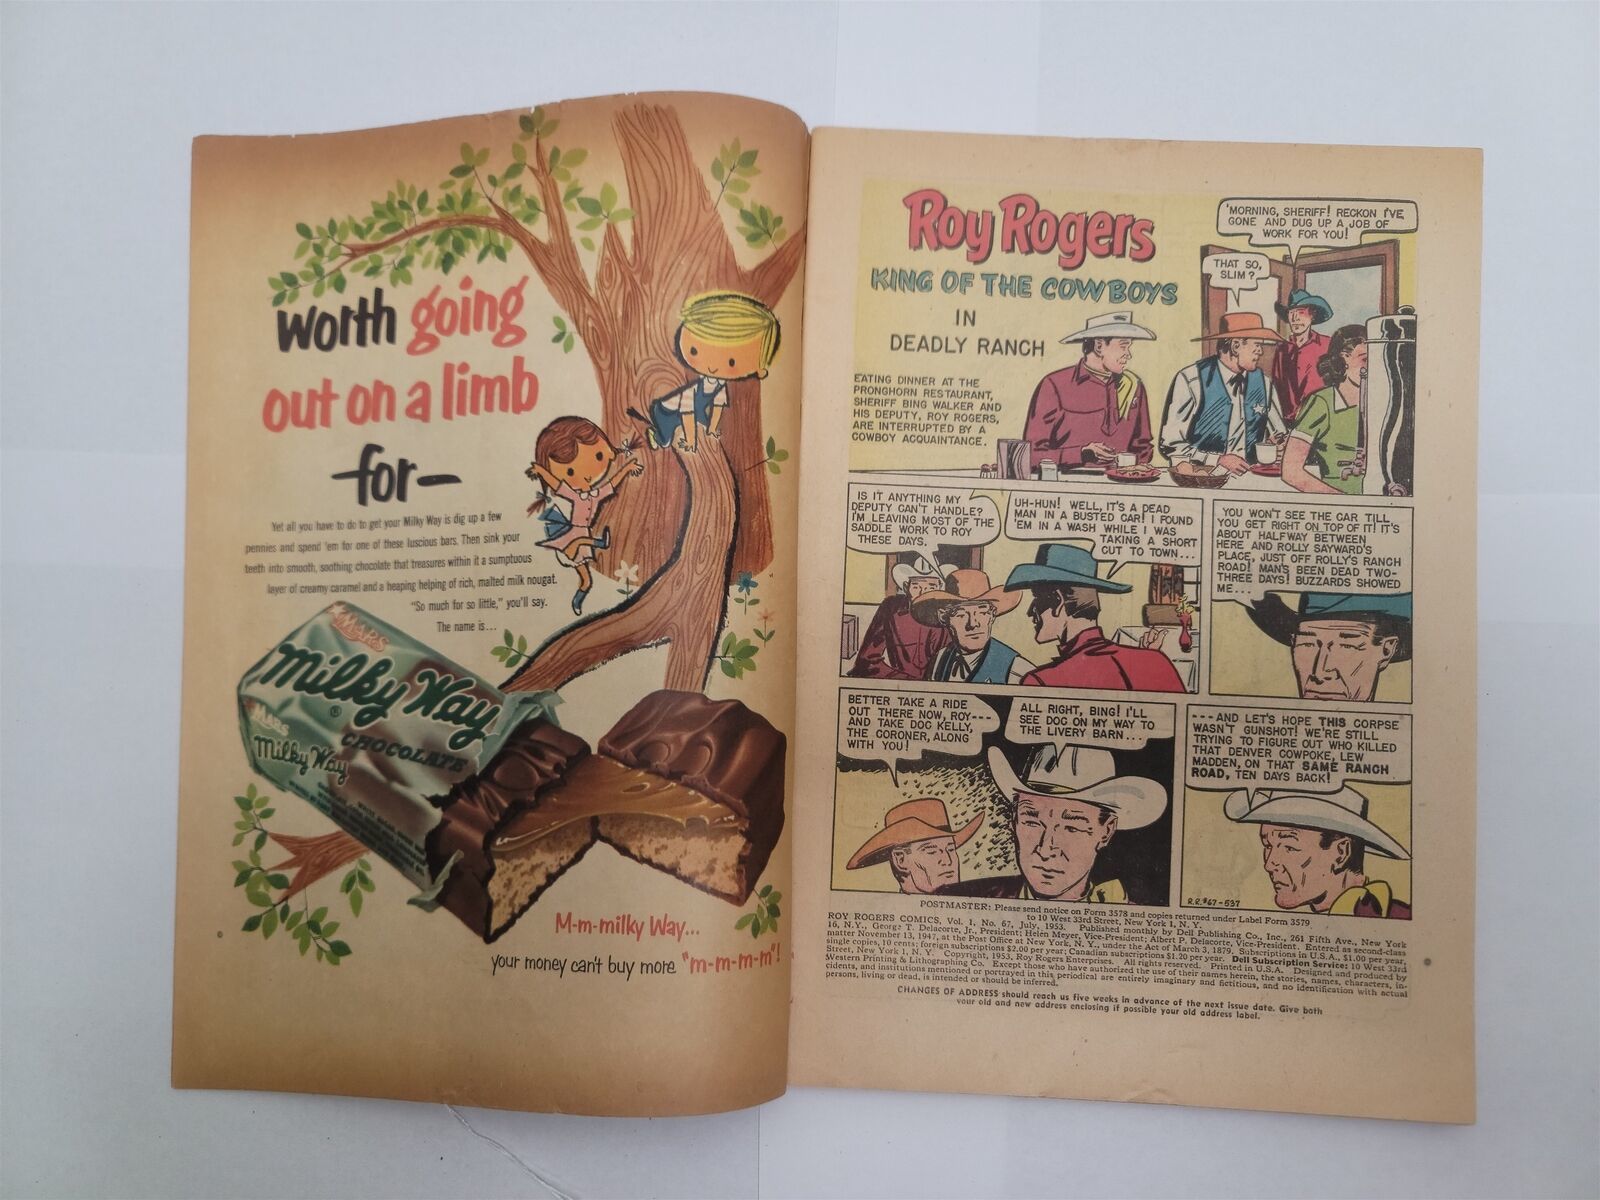 worth going
out on a limb
for—
Yet all you have to do to get your Milky Way is dig up a few
pennies and spend 'em for one of these luscious bars. Then sink your
teeth into smooth, soothing chocolate that treasures within it a sumptuous
layer of creamy caramel and a heaping helping of rich, malted milk nougat.
"So much for so little," you'll say.
The name is...
MARS
Milky Way
®
CHOCOLATE
MARS
Milky Way
M-m-milky Way...
your money can't buy more "m-m-m-m"!
Roy Rogers
KING OF THE COWBOYS
IN
DEADLY RANCH
EATING DINNER AT THE
PRONGHORN RESTAURANT,
SHERIFF BING WALKER AND
HIS DEPUTY, ROY ROGERS,
ARE INTERRUPTED BY A
COWBOY ACQUAINTANCE.
'MORNING, SHERIFF! RECKON I'VE
GONE AND DUG UP A JOB OF
WORK FOR YOU!
THAT SO,
SLIM?
IS IT ANYTHING MY
DEPUTY CAN'T HANDLE?
I'M LEAVING MOST OF THE
SADDLE WORK TO ROY
THESE DAYS.
UH-HUN! WELL, IT'S A DEAD
MAN IN A BUSTED CAR! I FOUND
'EM IN A WASH WHILE I WAS
TAKING A SHORT
CUT TO TOWN...
YOU WON'T SEE THE CAR TILL
YOU GET RIGHT ON TOP OF IT! IT'S
ABOUT HALFWAY BETWEEN
HERE AND ROLLY SAYWARD'S
PLACE, JUST OFF ROLLY'S RANCH
ROAD! MAN'S BEEN DEAD TWO-
THREE DAYS! BUZZARDS SHOWED
ME...
BETTER TAKE A RIDE
OUT THERE NOW, ROY---
AND TAKE DOC KELLY,
THE CORONER, ALONG
WITH YOU!
ALL RIGHT, BING! I'LL
SEE DOC ON MY WAY TO
THE LIVERY BARN...
---AND LET'S HOPE THIS CORPSE
WASN'T GUNSHOT! WE'RE STILL
TRYING TO FIGURE OUT WHO KILLED
THAT DENVER COWPOKE, LEW
MADDEN, ON THAT SAME RANCH
ROAD, TEN DAYS BACK!
R.R.#67-537
POSTMASTER: Please send notice on Form 3578 and copies returned under Label Form 3579
to 10 West 33rd Street, New York 1, N. Y.
ROY ROGERS COMICS, Vol. 1, No. 67, July, 1953. Published monthly by Dell Publishing Co., Inc., 261 Fifth Ave., New York
16, N.Y., George T. Delacorte, Jr., President; Helen Meyer, Vice-President; Albert P. Delacorte, Vice-President. Entered as second-class
matter November 13, 1947, at the Post Office at New York, N. Y., under the Act of March 3, 1879. Subscriptions in U.S.A., $1.00 per year,
single copies, 10 cents; foreign subscriptions $2.00 per year; Canadian subscriptions $1.20 per year. Dell Subscription Service: 10 West 33rd
Street, New York 1, N. Y. Copyright, 1953, Roy Rogers Enterprises. All rights reserved. Printed in U.S.A. Designed and produced by
Western Printing & Lithographing Co. Except those who have authorized the use of their names herein, the stories, names, characters, in-
cidents, and institutions mentioned or portrayed in this periodical are entirely imaginary and fictitious, and no identification with actual
persons, living or dead, is intended or should be inferred.
CHANGES OF ADDRESS should reach us five weeks in advance of the next issue date. Give both
your old and new address enclosing if possible your old address label.